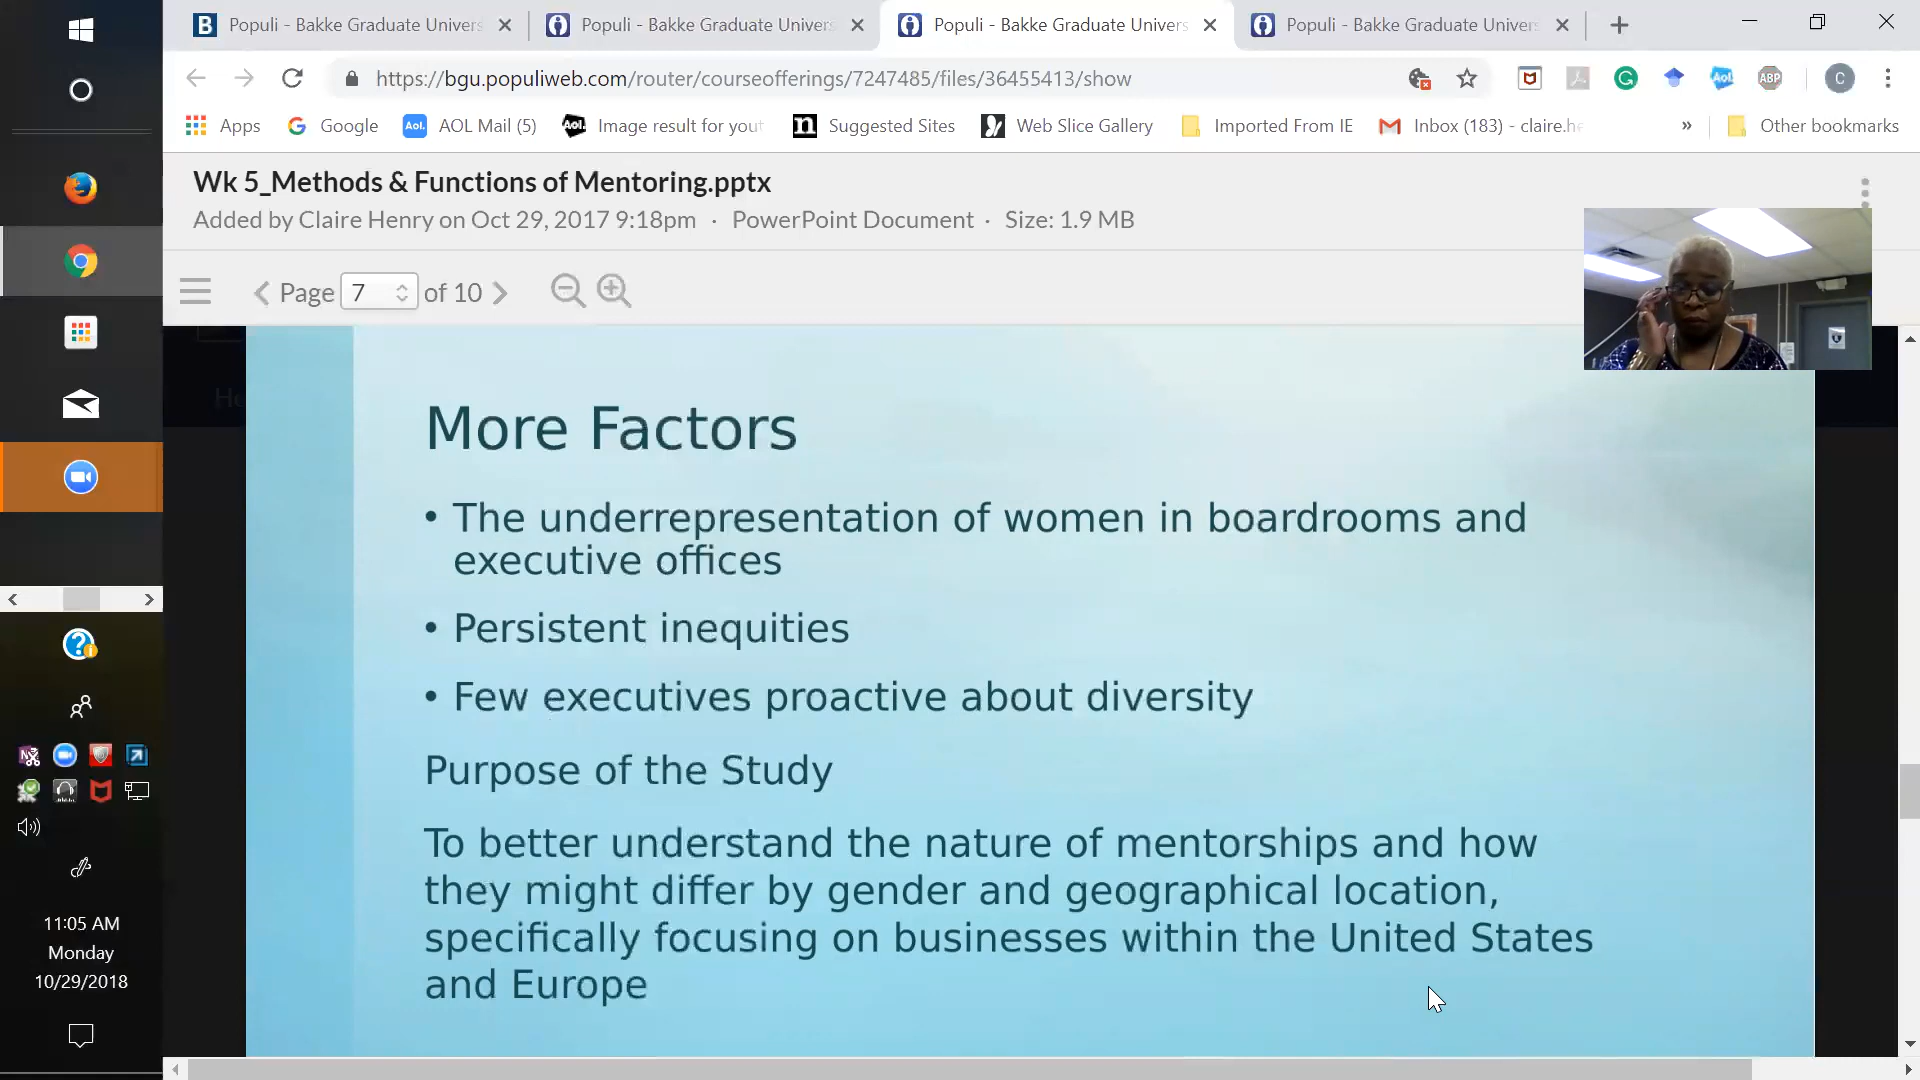 Populi - Bakke Graduate Univers
Populi - Bakke Graduate Univers
Populi - Bakke Graduate Univers
Populi - Bakke Graduate Univers
https://bgu.populiweb.com/router/courseofferings/7247485/files/36455413/show
ABP
C
Apps
Google
Aol.
AOL Mail (5)
Aol.
Image result for yout
Suggested Sites
Web Slice Gallery
Imported From IE
Inbox (183) - claire.he
»
Other bookmarks
Wk 5_Methods & Functions of Mentoring.pptx
Added by Claire Henry on Oct 29, 2017 9:18pm · PowerPoint Document · Size: 1.9 MB
Page 7 of 10
More Factors
• The underrepresentation of women in boardrooms and
executive offices
• Persistent inequities
• Few executives proactive about diversity
Purpose of the Study
To better understand the nature of mentorships and how
they might differ by gender and geographical location,
specifically focusing on businesses within the United States
and Europe
11:05 AM
Monday
10/29/2018